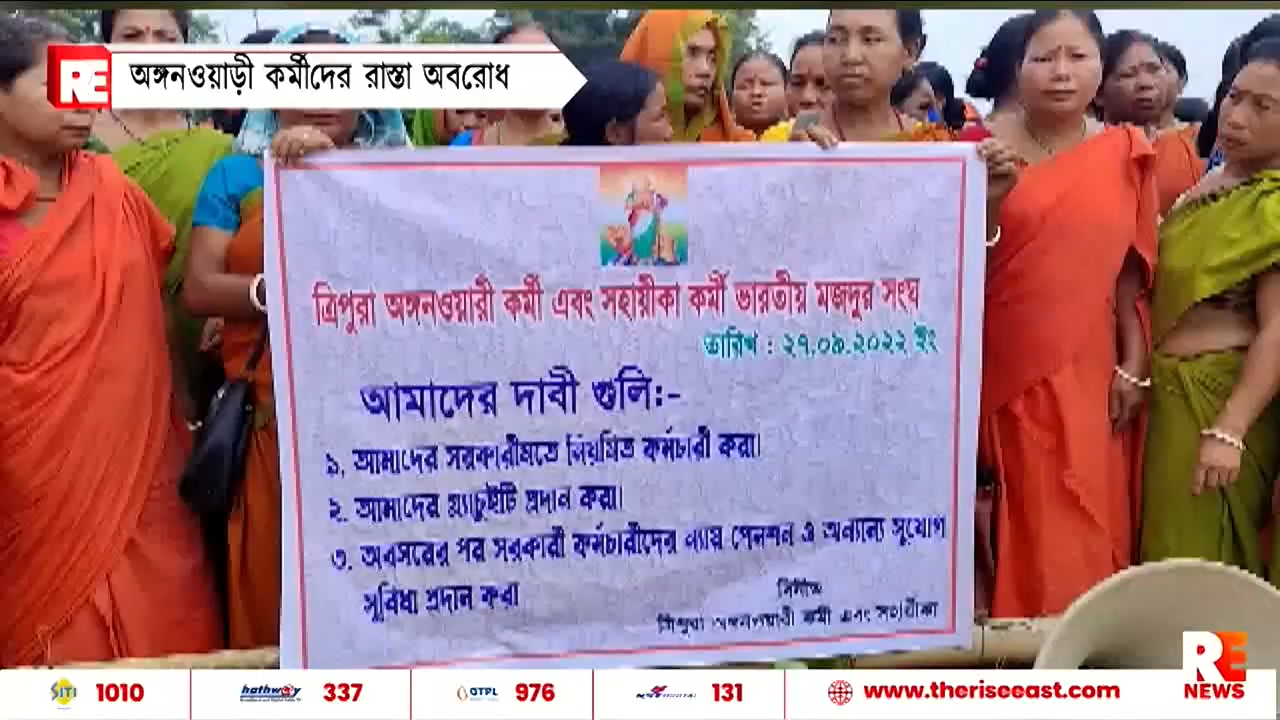 RE অঙ্গনওয়াড়ী কর্মীদের রাস্তা অবরোধ
ত্রিপুরা অঙ্গনওয়ারী কর্মী এবং সহায়ীকা কর্মী ভারতীয় মজদুর সংঘ
তারিখ : ২৭.০৯.২০২২ ইং
আমাদের দাবী গুলি:-
১, আমাদের সরকারীমতে নিয়মিত কর্মচারী করা।
২. আমাদের গ্র্যাচুইটি প্রদান করা।
৩. অবসরের পর সরকারী কর্মচারীদের ন্যায় পেনশন ও অন্যান্যে সুযোগ
সুবিধা প্রদান করা
ত্রিপুরা অঙ্গনওয়ারী কর্মী এবং সহায়ীকা
RE
NEWS
SITI 1010 hathway 337 GTPL 976 131 www.theriseeast.com